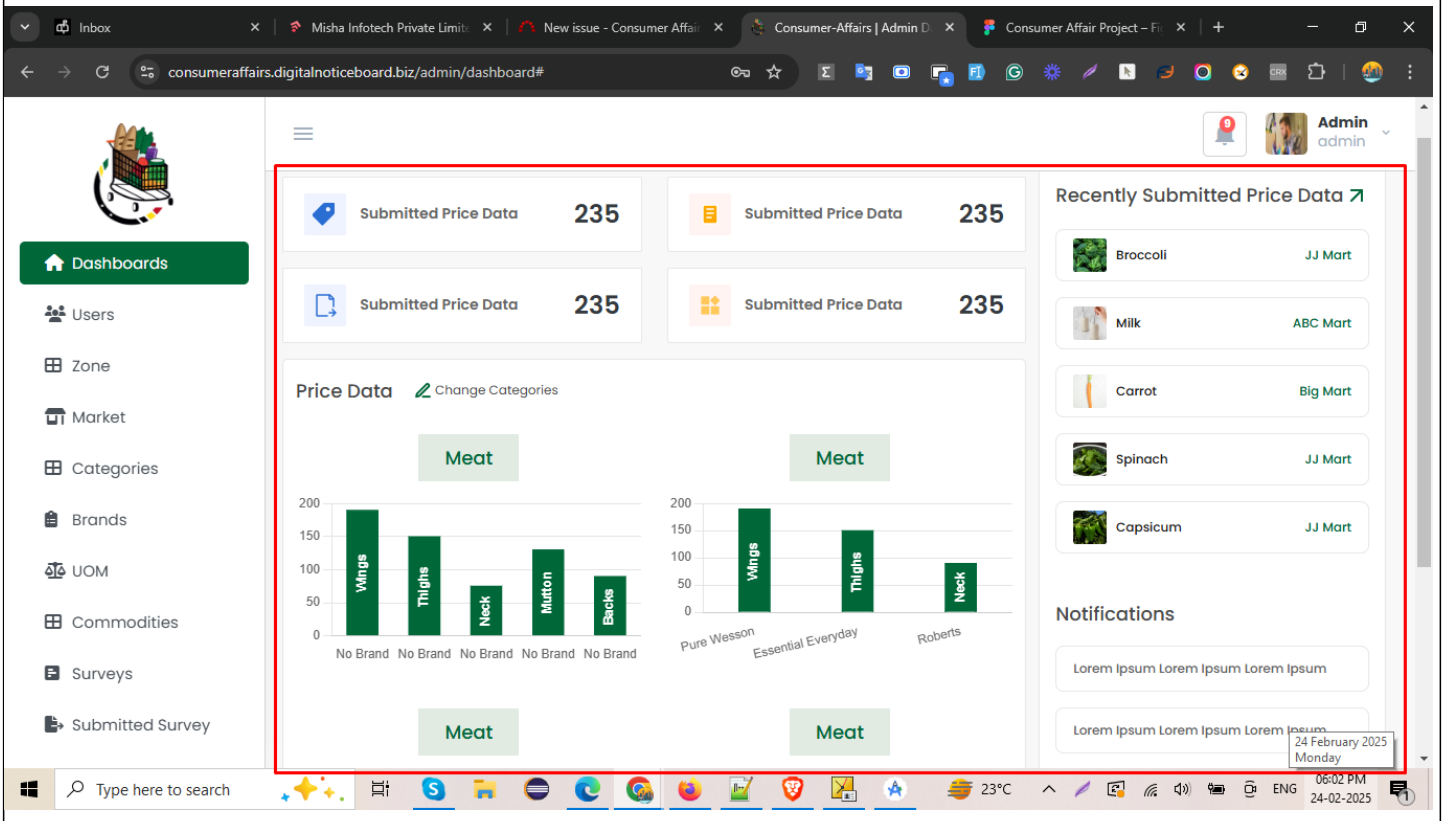 Inbox
Misha Infotech Private Limite
New issue - Consumer Affair
Consumer-Affairs | Admin D
Consumer Affair Project – Fi
consumeraffairs.digitalnoticeboard.biz/admin/dashboard#
9
Admin
admin
Dashboards
Users
Zone
Market
Categories
Brands
UOM
Commodities
Surveys
Submitted Survey
Submitted Price Data 235
Submitted Price Data 235
Submitted Price Data 235
Submitted Price Data 235
Price Data
Change Categories
Meat
200
150
100
50
0
Wings
Thighs
Neck
Mutton
Backs
No Brand No Brand No Brand No Brand No Brand
Meat
200
150
100
50
0
Wings
Thighs
Neck
Pure Wesson
Essential Everyday
Roberts
Meat
Meat
Recently Submitted Price Data
Broccoli JJ Mart
Milk ABC Mart
Carrot Big Mart
Spinach JJ Mart
Capsicum JJ Mart
Notifications
Lorem Ipsum Lorem Ipsum Lorem Ipsum
Lorem Ipsum Lorem Ipsum Lorem Ipsum
24 February 2025
Monday
Type here to search
23°C
ENG
06:02 PM
24-02-2025
1